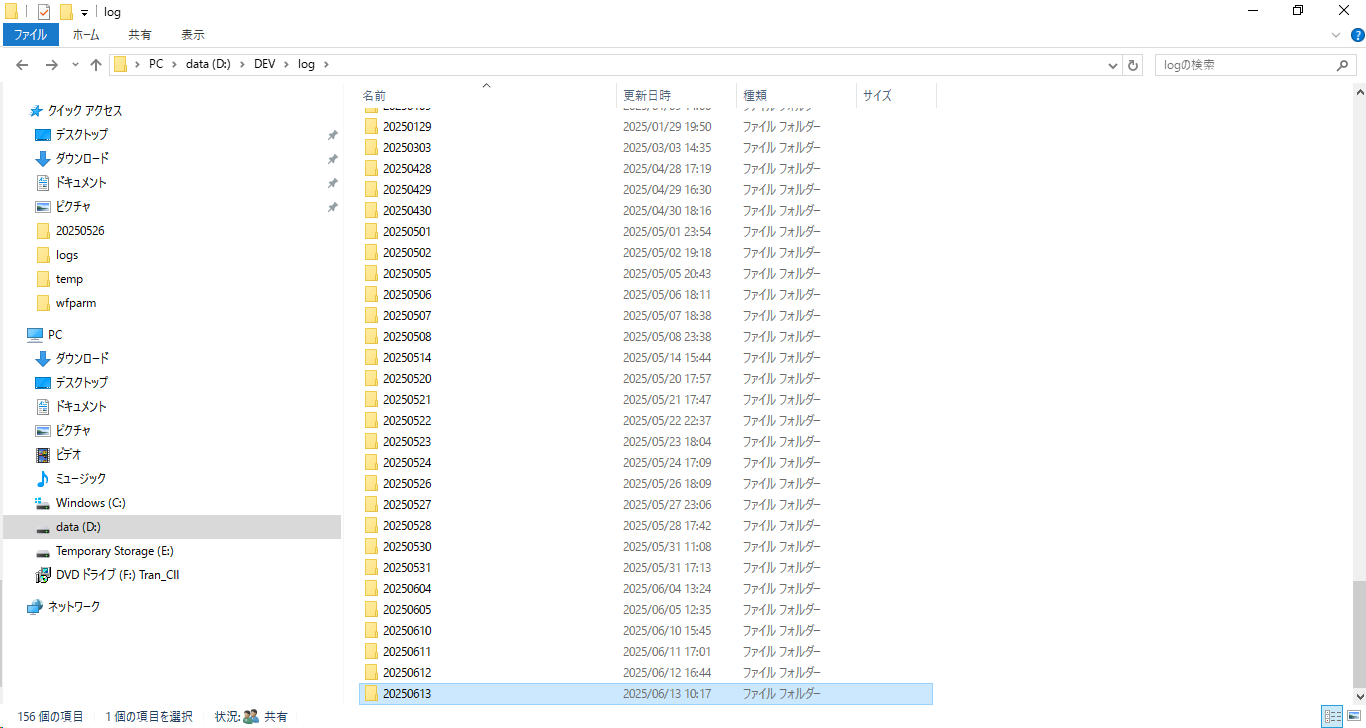 log
ファイル ホーム 共有 表示
PC data (D:) DEV log logの検索
クイック アクセス
デスクトップ
ダウンロード
ドキュメント
ピクチャ
20250526
logs
temp
wfparm
PC
ダウンロード
デスクトップ
ドキュメント
ピクチャ
ビデオ
ミュージック
Windows (C:)
data (D:)
Temporary Storage (E:)
DVD ドライブ (F:) Tran_CII
ネットワーク
名前 更新日時 種類 サイズ
20250129 2025/01/29 19:50 ファイル フォルダー
20250303 2025/03/03 14:35 ファイル フォルダー
20250428 2025/04/28 17:19 ファイル フォルダー
20250429 2025/04/29 16:30 ファイル フォルダー
20250430 2025/04/30 18:16 ファイル フォルダー
20250501 2025/05/01 23:54 ファイル フォルダー
20250502 2025/05/02 19:18 ファイル フォルダー
20250505 2025/05/05 20:43 ファイル フォルダー
20250506 2025/05/06 18:11 ファイル フォルダー
20250507 2025/05/07 18:38 ファイル フォルダー
20250508 2025/05/08 23:38 ファイル フォルダー
20250514 2025/05/14 15:44 ファイル フォルダー
20250520 2025/05/20 17:57 ファイル フォルダー
20250521 2025/05/21 17:47 ファイル フォルダー
20250522 2025/05/22 22:37 ファイル フォルダー
20250523 2025/05/23 18:04 ファイル フォルダー
20250524 2025/05/24 17:09 ファイル フォルダー
20250526 2025/05/26 18:09 ファイル フォルダー
20250527 2025/05/27 23:06 ファイル フォルダー
20250528 2025/05/28 17:42 ファイル フォルダー
20250530 2025/05/31 11:08 ファイル フォルダー
20250531 2025/05/31 17:13 ファイル フォルダー
20250604 2025/06/04 13:24 ファイル フォルダー
20250605 2025/06/05 12:35 ファイル フォルダー
20250610 2025/06/10 15:45 ファイル フォルダー
20250611 2025/06/11 17:01 ファイル フォルダー
20250612 2025/06/12 16:44 ファイル フォルダー
20250613 2025/06/13 10:17 ファイル フォルダー
156 個の項目 1 個の項目を選択 状況: 共有